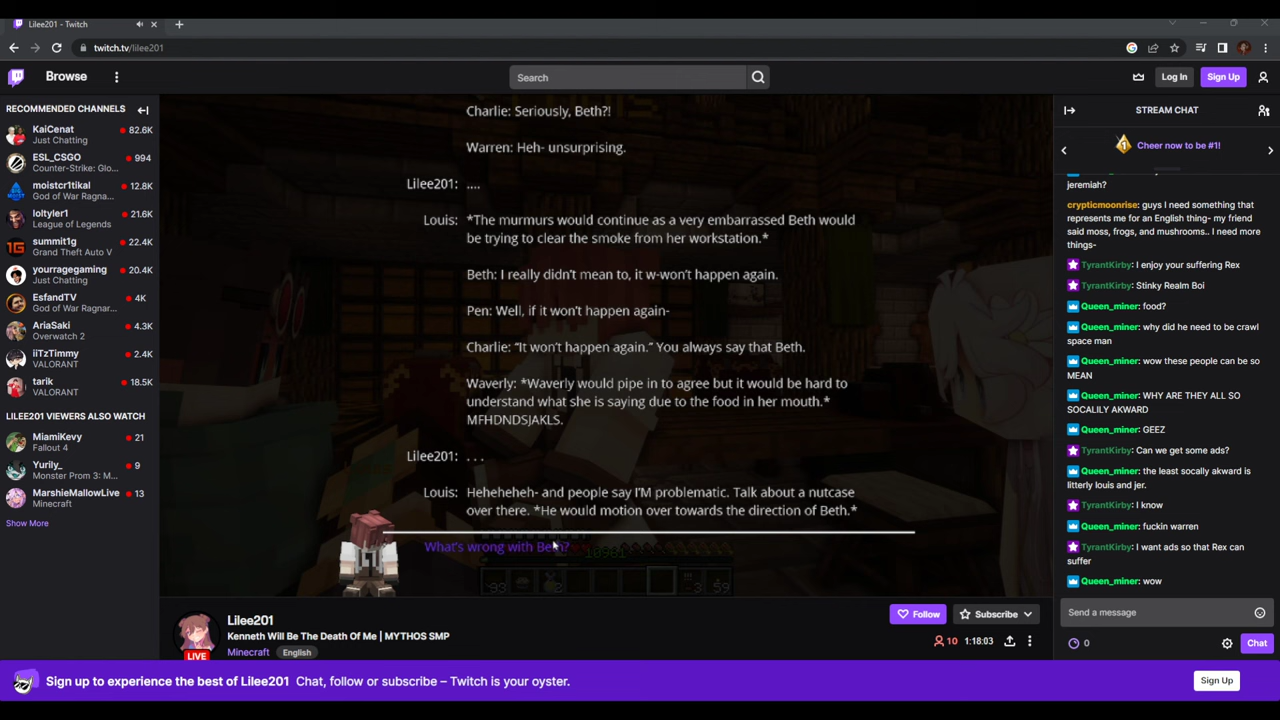 Lilee201 - Twitch
twitch.tv/lilee201
Browse
Search
Log In
Sign Up
RECOMMENDED CHANNELS
KaiCenat
82.6K
Just Chatting
ESL_CSGO
994
Counter-Strike: Glo...
moistcr1tikal
12.8K
God of War Ragna...
loltyler1
21.6K
League of Legends
summit1g
22.4K
Grand Theft Auto V
yourragegaming
20.4K
Just Chatting
EsfandTV
4K
God of War Ragnar...
AriaSaki
4.3K
Overwatch 2
iiTzTimmy
2.4K
VALORANT
tarik
18.5K
VALORANT
LILEE201 VIEWERS ALSO WATCH
MiamiKevy
21
Fallout 4
Yurily_
9
Monster Prom 3: M...
MarshieMallowLive
13
Minecraft
Show More
Charlie: Seriously, Beth?!
Warren: Heh- unsurprising.
Lilee201: ....
Louis: *The murmurs would continue as a very embarrassed Beth would
be trying to clear the smoke from her workstation.*
Beth: I really didn't mean to, it w-won't happen again.
Pen: Well, if it won't happen again-
Charlie: “It won't happen again.” You always say that Beth.
Waverly: *Waverly would pipe in to agree but it would be hard to
understand what she is saying due to the food in her mouth.*
MFHDNDSJAKLS.
Lilee201: . . .
Louis: Heheheheh- and people say I'M problematic. Talk about a nutcase
over there. *He would motion over towards the direction of Beth.*
What's wrong with Beth?
33
2
3
59
LIVE
Lilee201
Kenneth Will Be The Death Of Me | MYTHOS SMP
Minecraft
English
Follow
Subscribe
10
1:18:03
STREAM CHAT
1
Cheer now to be #1!
jeremiah?
crypticmoonrise: guys I need something that
represents me for an English thing- my friend
said moss, frogs, and mushrooms.. I need more
things-
TyrantKirby: I enjoy your suffering Rex
TyrantKirby: Stinky Realm Boi
Queen_miner: food?
Queen_miner: why did he need to be crawl
space man
Queen_miner: wow these people can be so
MEAN
Queen_miner: WHY ARE THEY ALL SO
SOCALILY AKWARD
Queen_miner: GEEZ
TyrantKirby: Can we get some ads?
Queen_miner: the least socally akward is
litterly louis and jer.
TyrantKirby: I know
Queen_miner: fuckin warren
TyrantKirby: I want ads so that Rex can
suffer
Queen_miner: wow
Send a message
0
Chat
Sign up to experience the best of Lilee201 Chat, follow or subscribe – Twitch is your oyster.
Sign Up